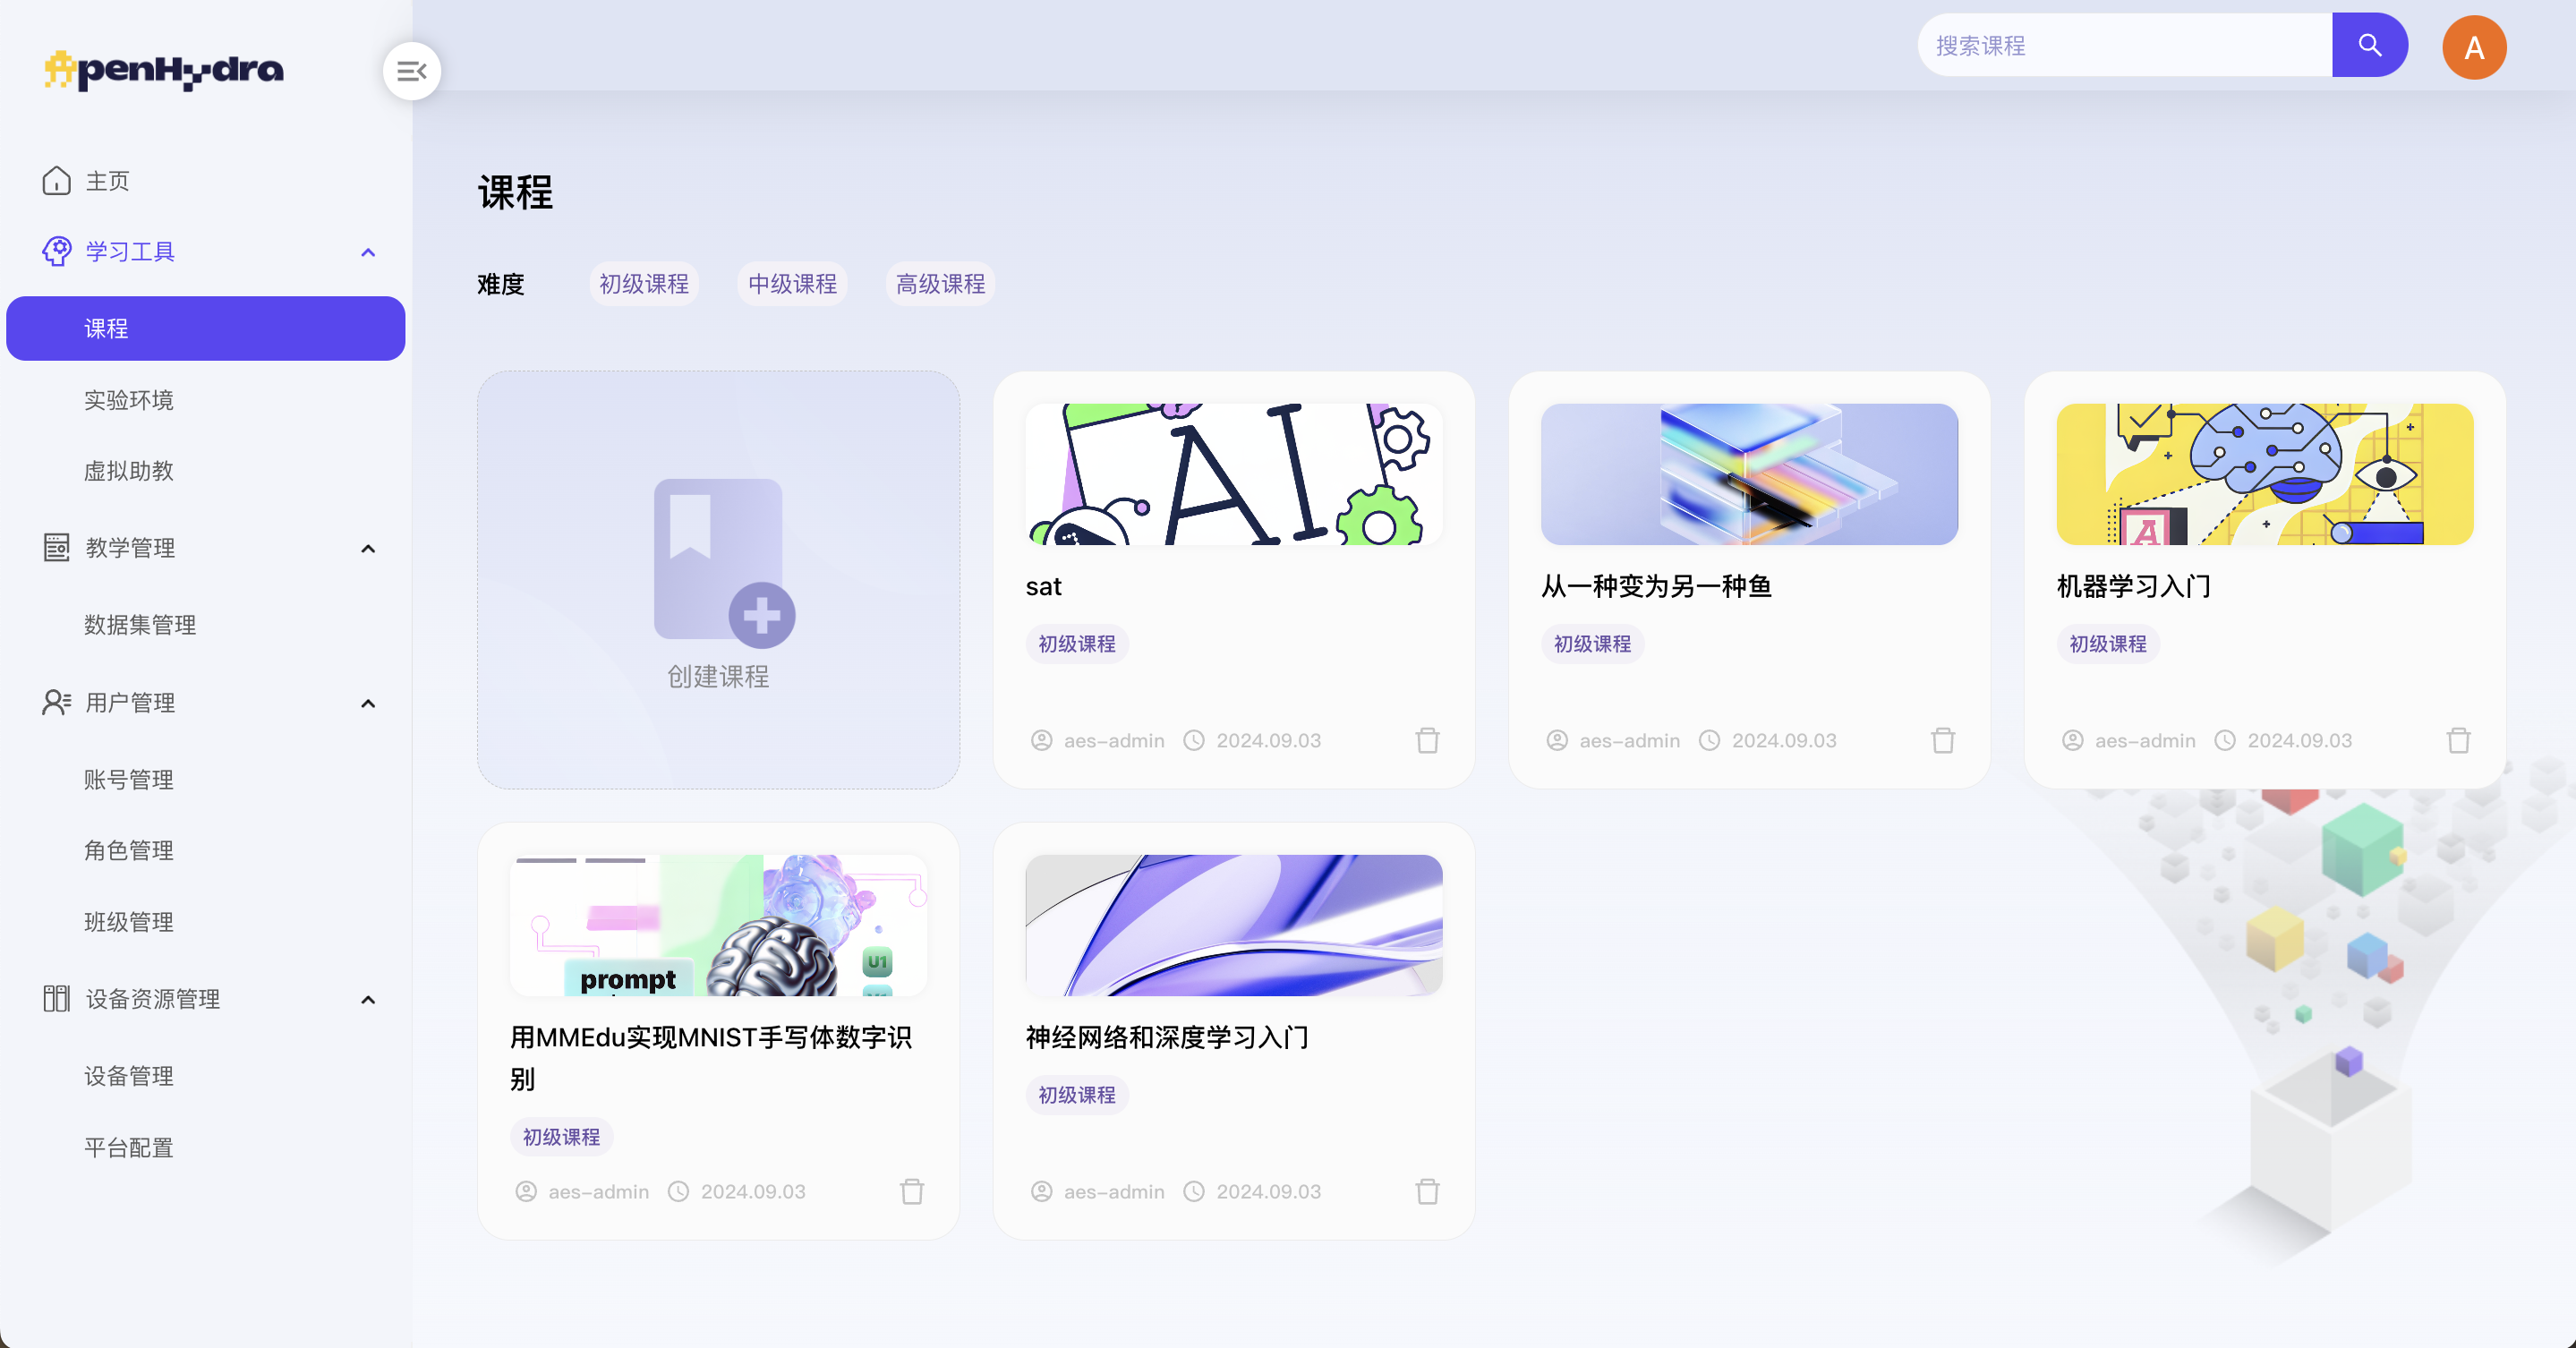 OpenHydra
搜索课程
A
主页
学习工具
课程
实验环境
虚拟助教
教学管理
数据集管理
用户管理
账号管理
角色管理
班级管理
设备资源管理
设备管理
平台配置
课程
难度
初级课程
中级课程
高级课程
创建课程
AI
sat
初级课程
aes-admin
2024.09.03
从一种变为另一种鱼
初级课程
aes-admin
2024.09.03
A
机器学习入门
初级课程
aes-admin
2024.09.03
prompt
U1
用MMEdu实现MNIST手写体数字识
别
初级课程
aes-admin
2024.09.03
神经网络和深度学习入门
初级课程
aes-admin
2024.09.03